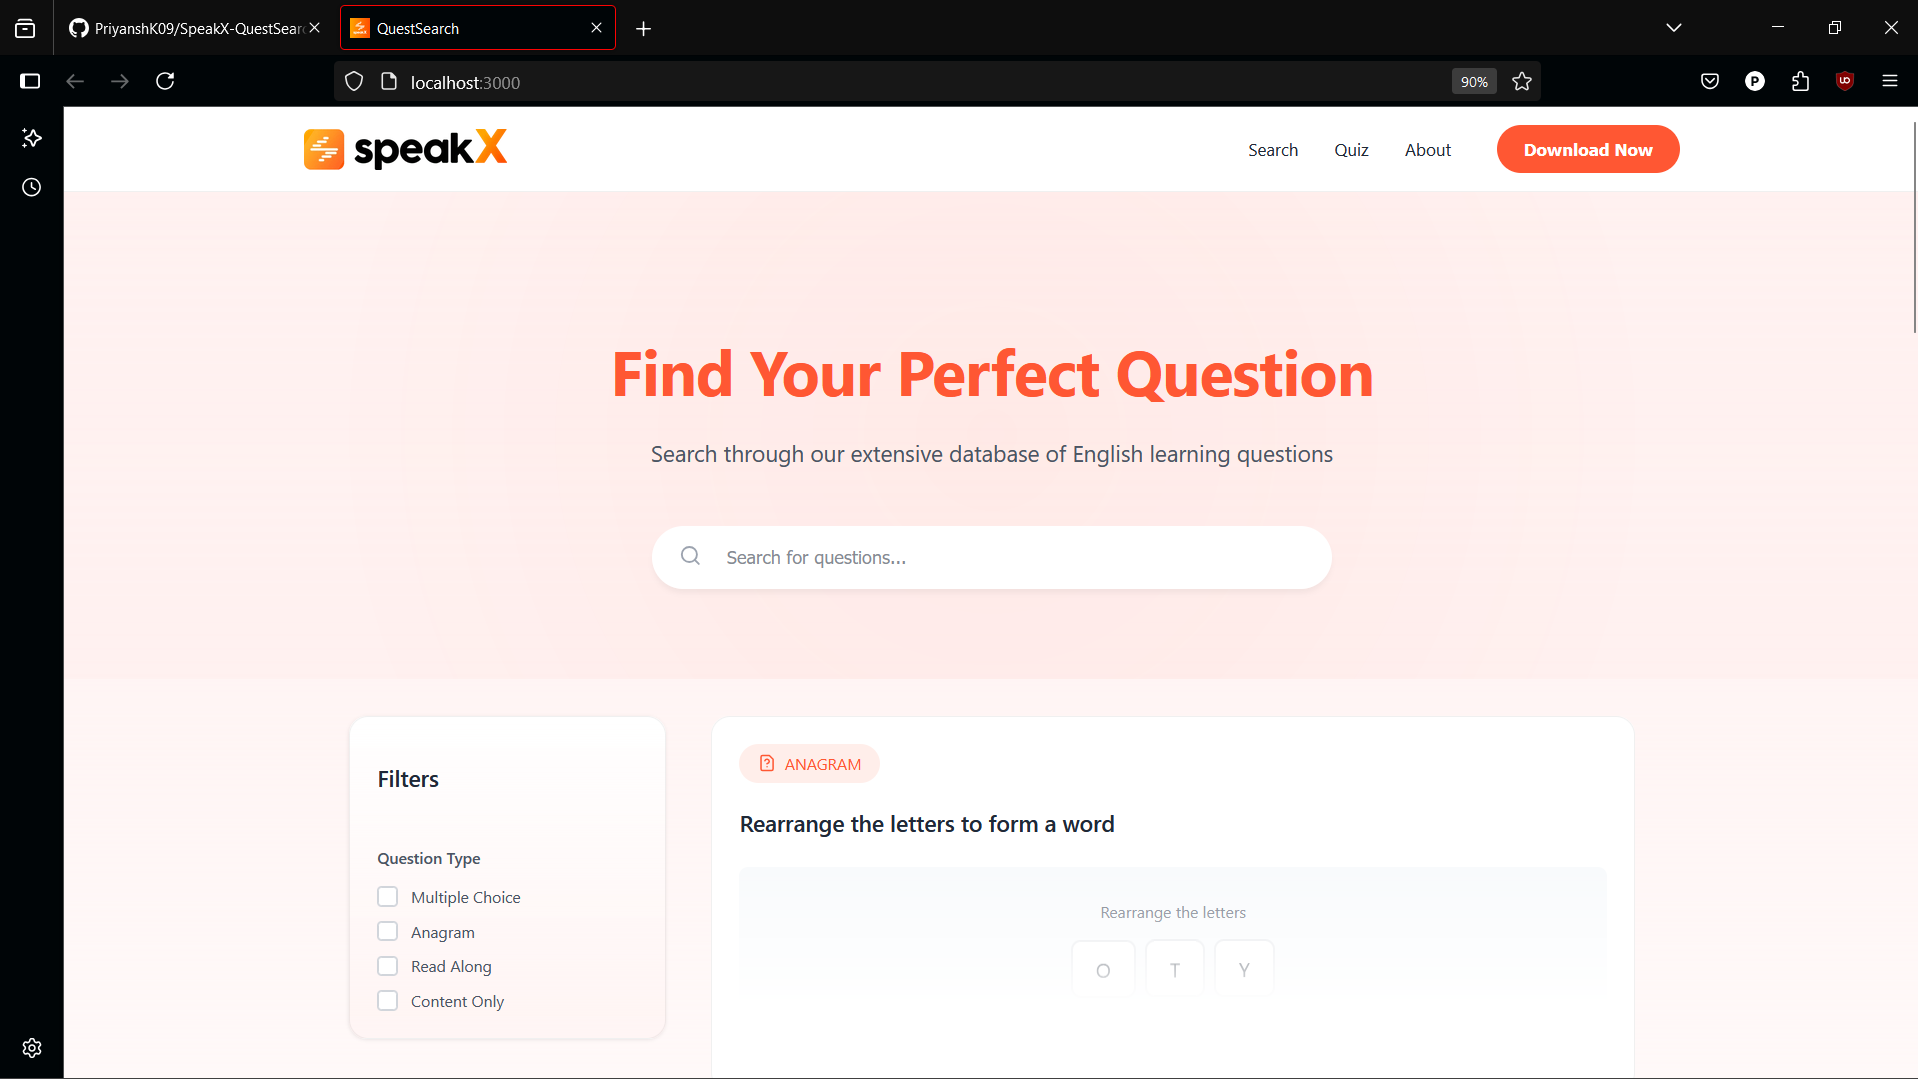 PriyanshK09/SpeakX-QuestSear
QuestSearch
localhost:3000
90%
P
speakX
Search
Quiz
About
Download Now
Find Your Perfect Question
Search through our extensive database of English learning questions
Search for questions...
Filters
Question Type
Multiple Choice
Anagram
Read Along
Content Only
ANAGRAM
Rearrange the letters to form a word
Rearrange the letters
O T Y